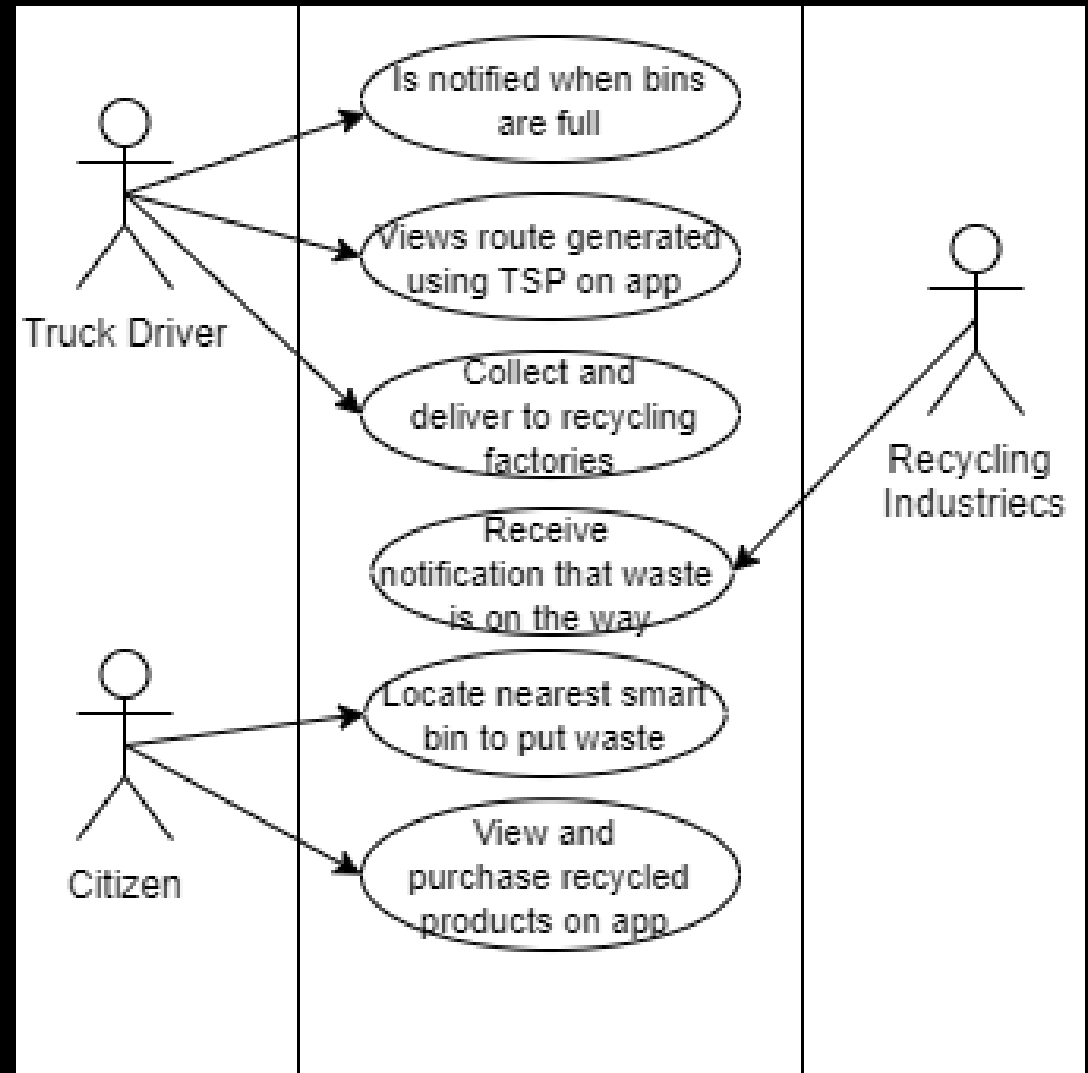 Is notified when bins
are full
Views route generated
using TSP on app
Truck Driver
Collect and
deliver to recycling
factories
Recycling
Industriecs
Receive
notification that waste
is on the way
Locate nearest smart
bin to put waste
View and
purchase recycled
products on app
Citizen